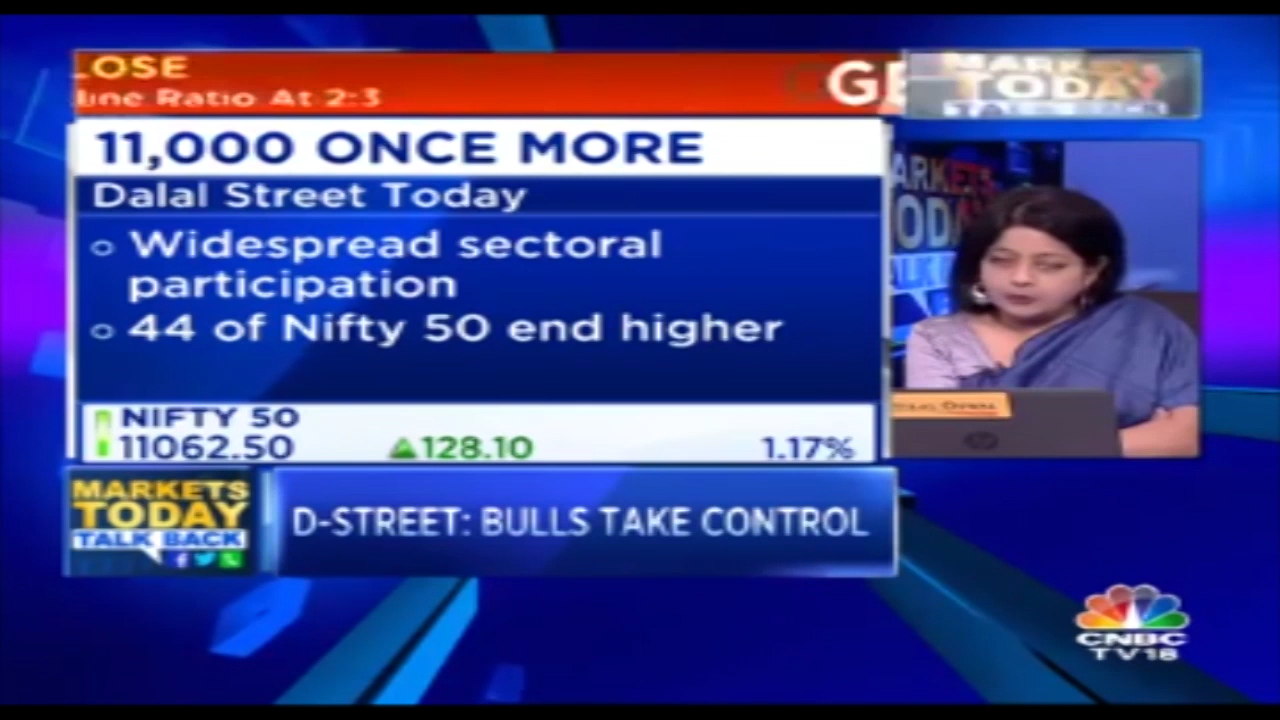 LOSE
line Ratio At 2:3
GE
MARKETS
TODAY
11,000 ONCE MORE
Dalal Street Today
Widespread sectoral
participation
44 of Nifty 50 end higher
NIFTY 50
11062.50 128.10 1.17%
MARKETS
TODAY
TALK BACK
D-STREET: BULLS TAKE CONTROL
CNBC
TV18